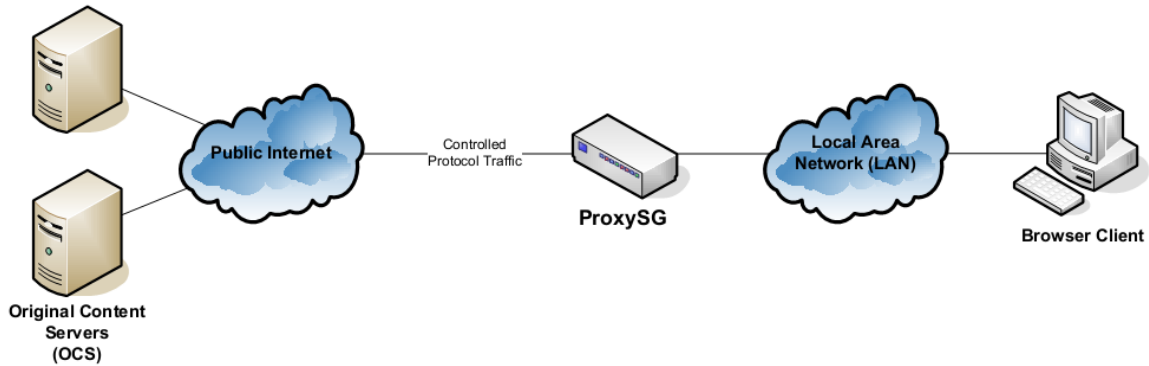 Public Internet
Controlled
Protocol Traffic
ProxySG
Local Area
Network (LAN)
Browser Client
Original Content
Servers
(OCS)